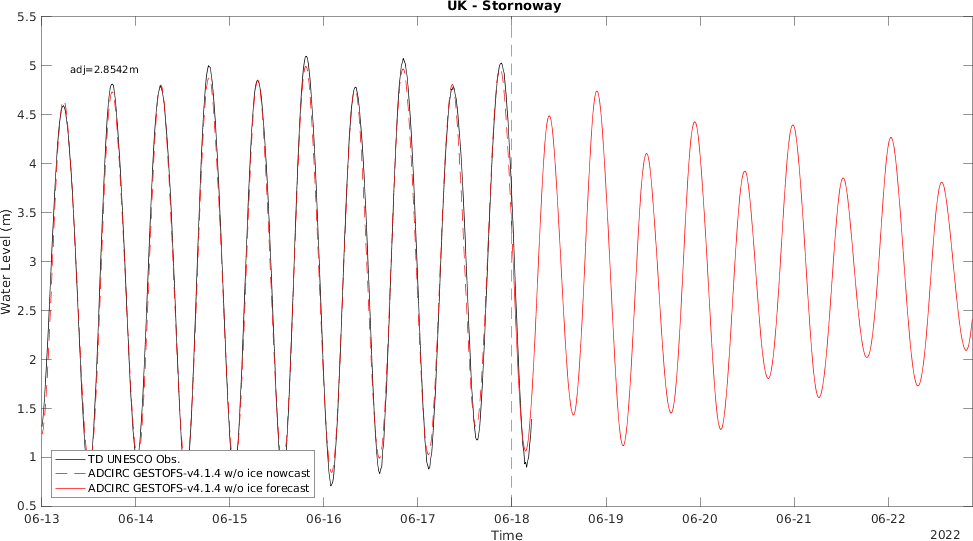 UK - Stornoway
adj=2.8542m
Water Level (m)
5.5
5
4.5
4
3.5
3
2.5
2
1.5
1
0.5
TD UNESCO Obs.
ADCIRC GESTOFS-v4.1.4 w/o ice nowcast
ADCIRC GESTOFS-v4.1.4 w/o ice forecast
06-13 06-14 06-15 06-16 06-17 06-18 06-19 06-20 06-21 06-22
Time
2022